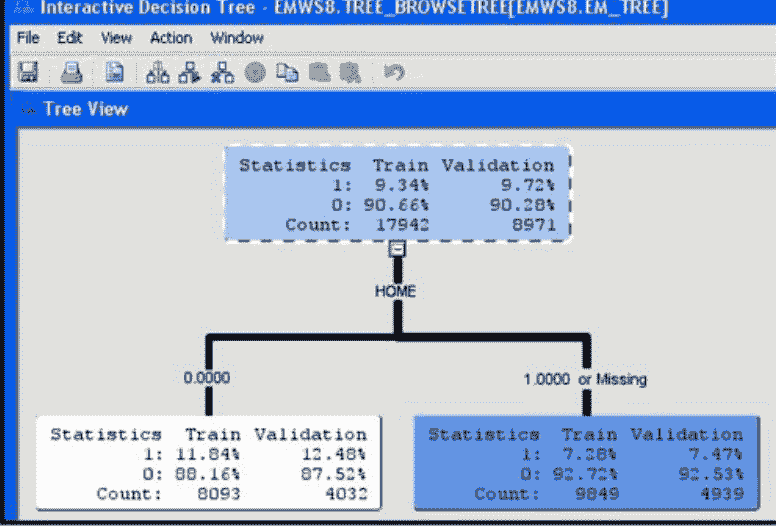 Interactive Decision Tree - EMWS8.TREE_BROWSETREE[EMWS8.EM_TREE]
File Edit View Action Window
Tree View
Statistics Train Validation
1: 9.34% 9.72%
0: 90.66% 90.28%
Count: 17942 8971
HOME
0.0000
1.0000 or Missing
Statistics Train Validation
1: 11.84% 12.48%
0: 88.16% 87.52%
Count: 8093 4032
Statistics Train Validation
1: 7.28% 7.47%
0: 92.72% 92.53%
Count: 9849 4939